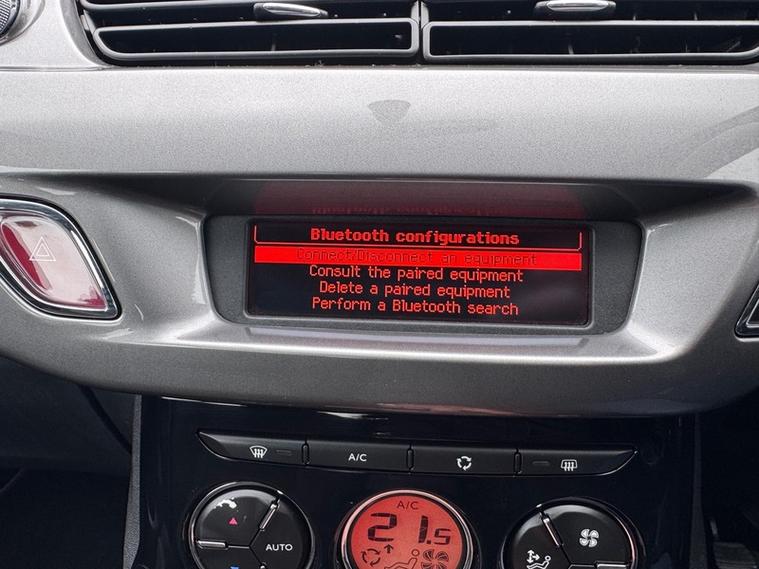 Bluetooth configurations
Connect/Disconnect an equipment
Consult the paired equipment
Delete a paired equipment
Perform a Bluetooth search
A/C
A/C
21.5
AUTO